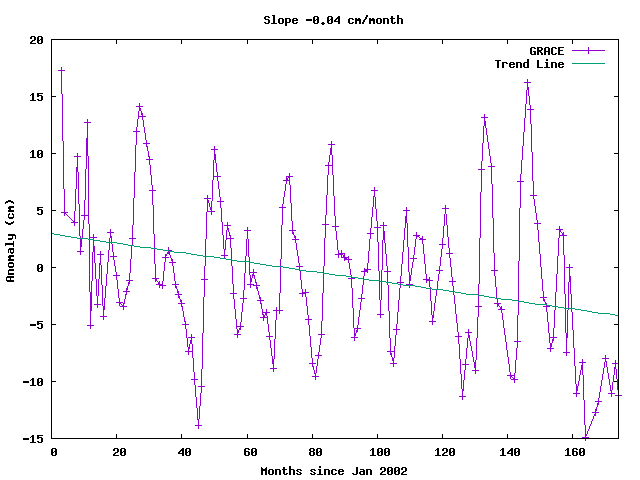 Slope -0.04 cm/month
20
15
10
5
0
-5
-10
-15
Anomaly (cm)
GRACE
Trend Line
0 20 40 60 80 100 120 140 160
Months since Jan 2002